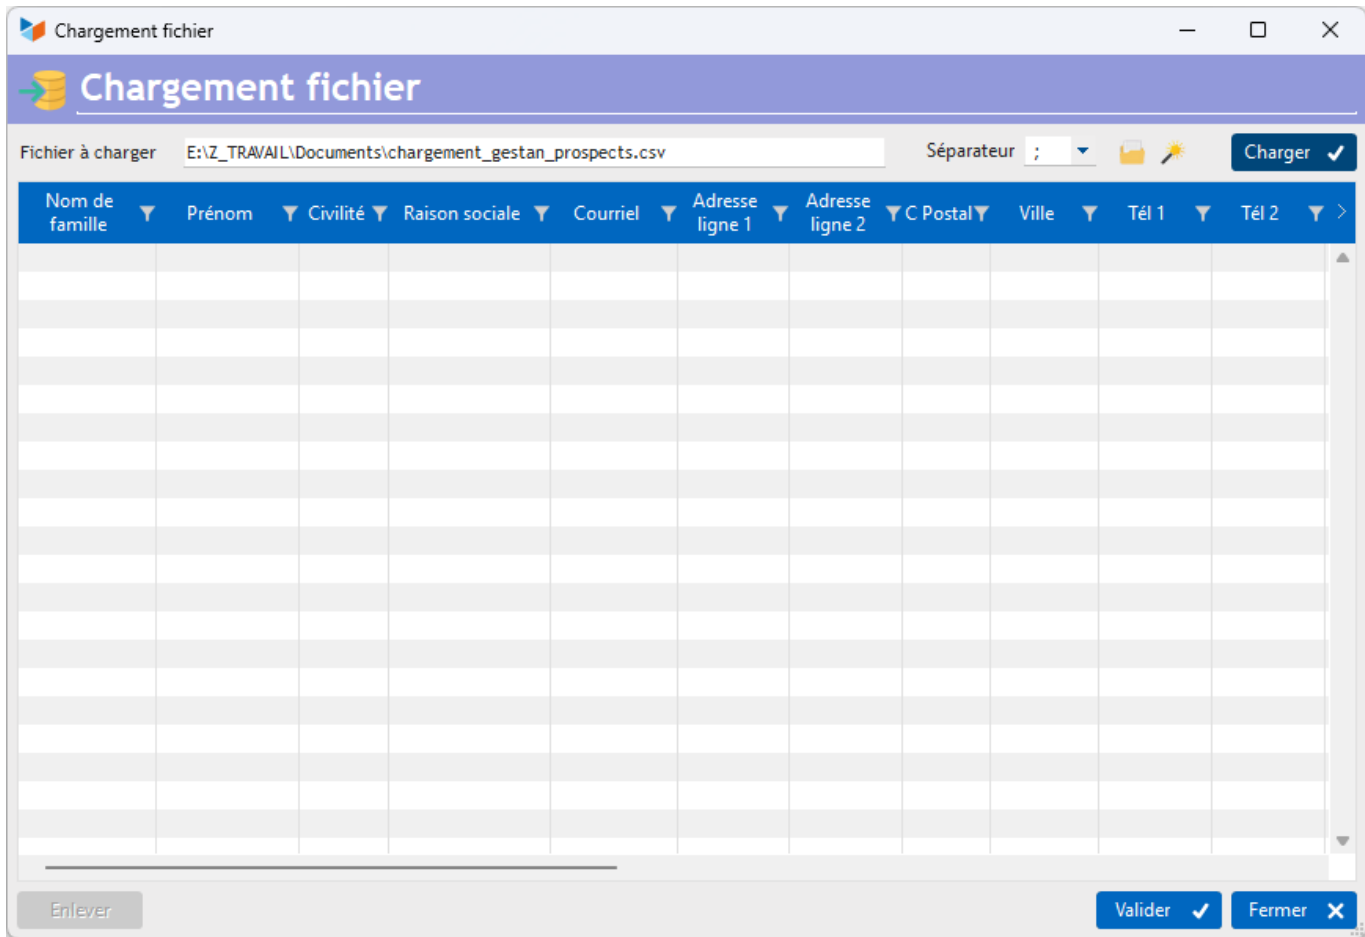 Chargement fichier
Chargement fichier
Fichier à charger E:\Z_TRAVAIL\Documents\chargement_gestan_prospects.csv Séparateur ; Charger
Nom de famille Prénom Civilité Raison sociale Courriel Adresse ligne 1 Adresse ligne 2 C Postal Ville Tél 1 Tél 2
Enlever Valider Fermer